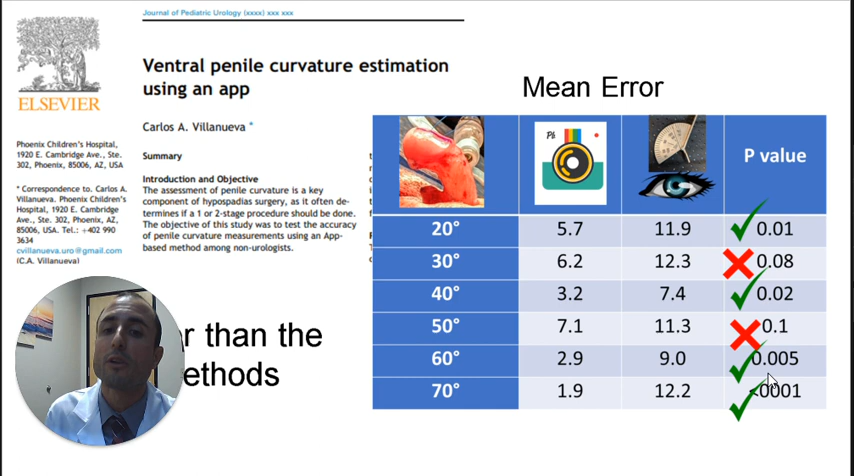 Journal of Pediatric Urology (xxxx) xxx xxx
Ventral penile curvature estimation
using an app
ELSEVIER
Carlos A. Villanueva *
Phoenix Children's Hospital,
1920 E. Cambridge Ave., Ste.
302, Phoenix, 85006, AZ, USA
* Correspondence to. Carlos A.
Villanueva. Phoenix Children's
Hospital, 1920 E. Cambridge
Ave., Ste. 302, Phoenix, AZ,
85006, USA. Tel.: +402 990
3634
cvillanueva.uro@gmail.com
(C.A. Villanueva)
Summary
Introduction and Objective
The assessment of penile curvature is a key
component of hypospadias surgery, as it often de-
termines if a 1 or 2-stage procedure should be done.
The objective of this study was to test the accuracy
of penile curvature measurements using an App-
based method among non-urologists.
than the
Mean Error
Ph
P value
20° 5.7 11.9 0.01
30° 6.2 12.3 0.08
40° 3.2 7.4 0.02
50° 7.1 11.3 0.1
60° 2.9 9.0 0.005
70° 1.9 12.2 <0001